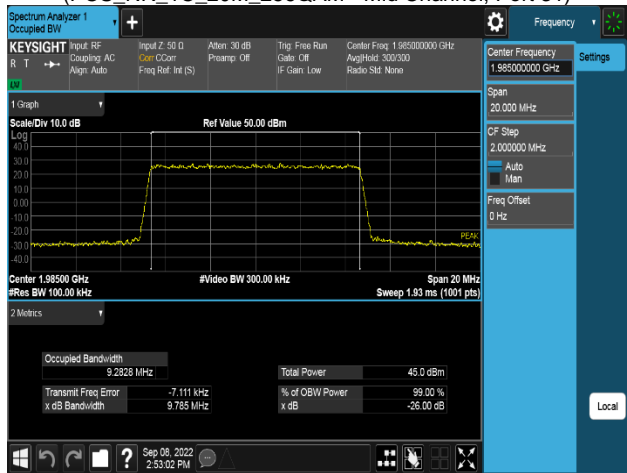 Spectrum Analyzer 1
Occupied BW
+
Frequency
KEYSIGHT Input: RF Input Z: 50 Ω Atten: 30 dB Trig: Free Run Center Freq: 1.985000000 GHz
R T Coupling: AC Corr CCorr Preamp: Off Gate: Off Avg|Hold: 300/300
Align: Auto Freq Ref: Int (S) IF Gain: Low Radio Std: None
Center Frequency
1.985000000 GHz
Settings
Span
20.000 MHz
CF Step
2.000000 MHz
Auto
Man
Freq Offset
0 Hz
1 Graph
Scale/Div 10.0 dB Ref Value 50.00 dBm
Log
40.0
30.0
20.0
10.0
0.00
-10.0
-20.0
-30.0
-40.0
PEAK
Center 1.98500 GHz #Video BW 300.00 kHz Span 20 MHz
#Res BW 100.00 kHz Sweep 1.93 ms (1001 pts)
2 Metrics
Occupied Bandwidth
9.2828 MHz Total Power 45.0 dBm
Transmit Freq Error -7.111 kHz % of OBW Power 99.00 %
x dB Bandwidth 9.785 MHz x dB -26.00 dB
Local
? Sep 08, 2022
2:53:02 PM